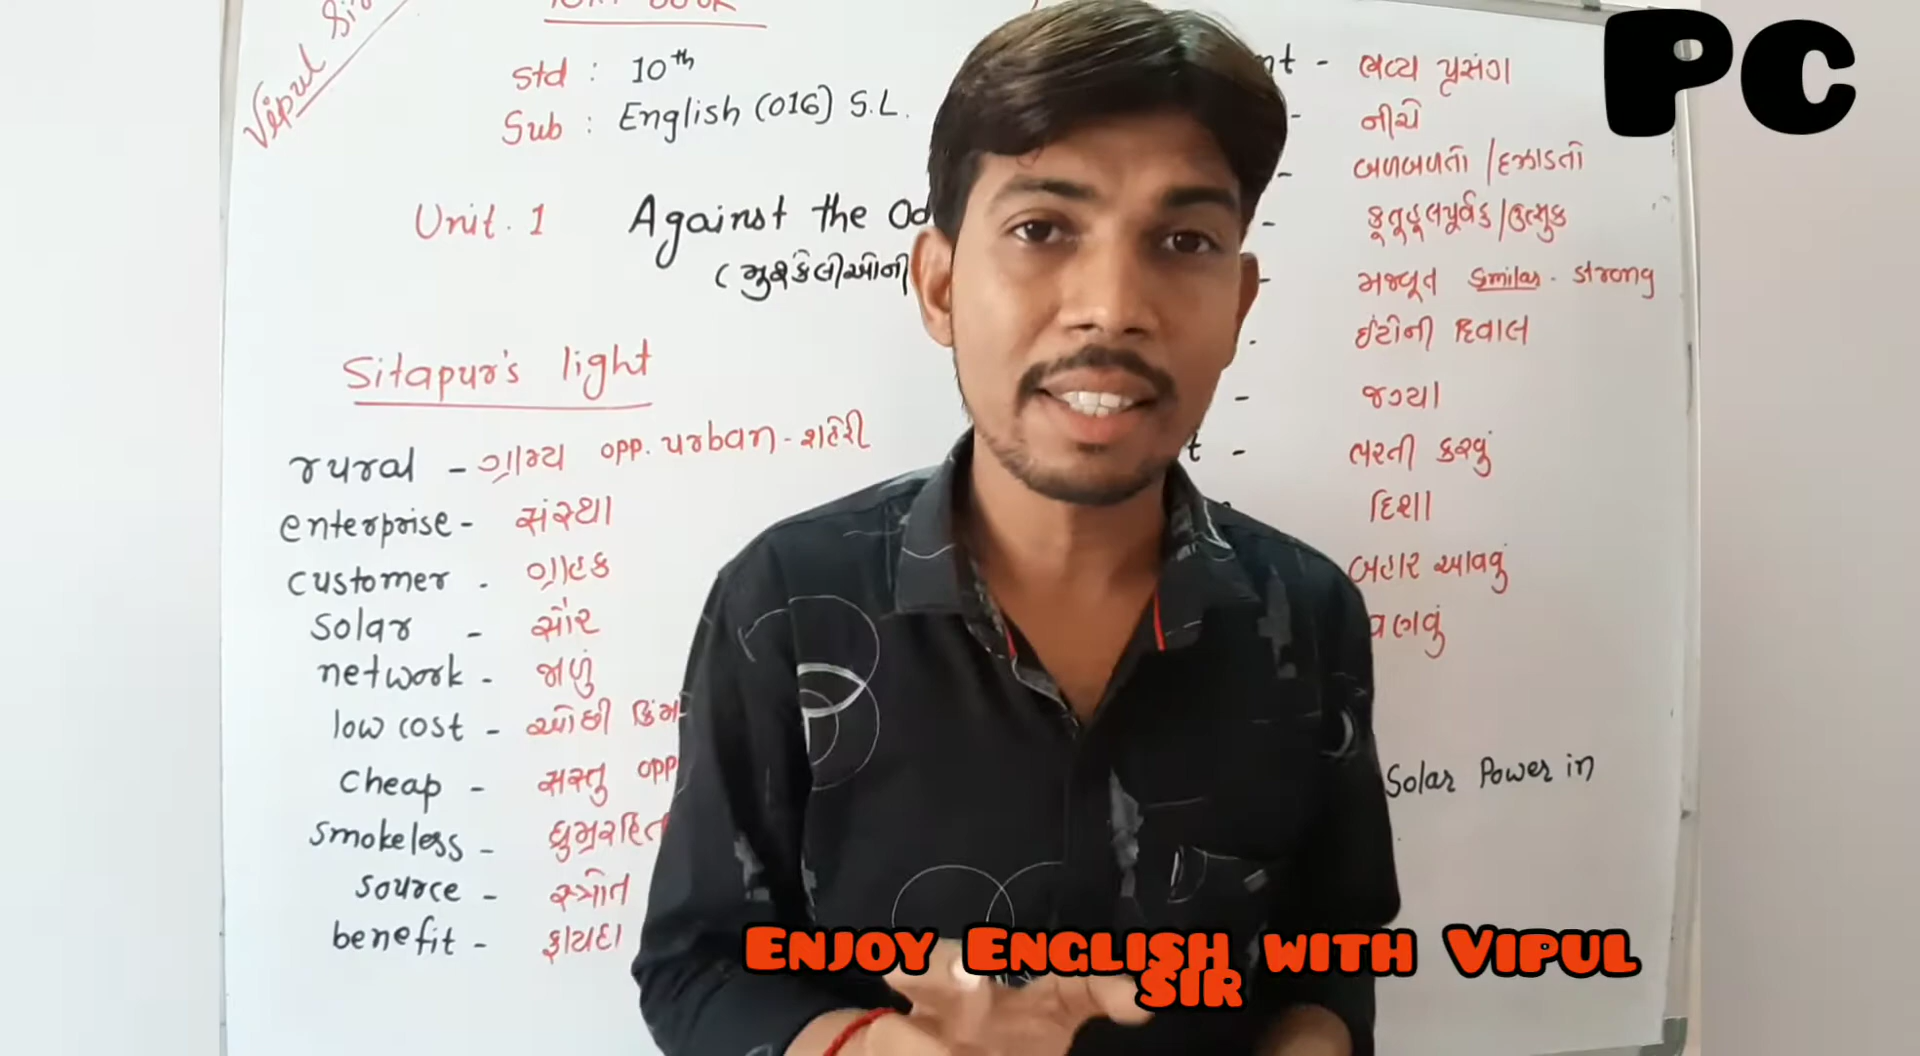 Vipul Sir
Text Book
PC
Std : 10th
Sub : English (016) S.L.
Unit. 1 Against the Od
(મુશ્કેલીઓની
Sitapur's light
rural - ગ્રામ્ય opp. urban - શહેરી
enterprise - સંસ્થા
customer - ગ્રાહક
Solar - સૌર
network - જાળું
low cost - ઓછી કિંમ
cheap - સસ્તુ opp
smokeless - ધુમ્રરહિત
source - સ્ત્રોત
benefit - ફાયદા
nt - ભવ્ય પ્રસંગ
- નીચે
- બળબળતો / દઝાડતો
- કૂતૂહલપૂર્વક / ઉત્સુક
- મજબૂત Similar - strong
- ઈંટોની દિવાલ
- જગ્યા
t - ભરતી કરવું
દિશા
બહાર આવવું
વણવું
Solar Power in
Enjoy English with Vipul
sir